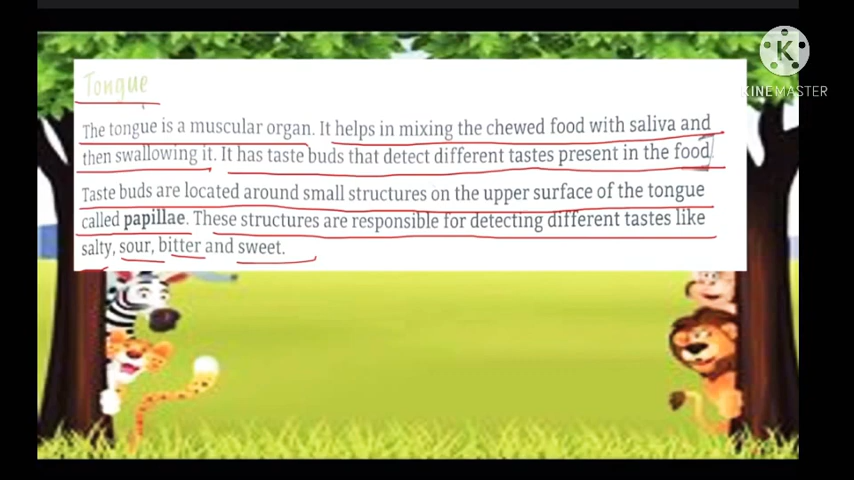 Tongue
The tongue is a muscular organ. It helps in mixing the chewed food with saliva and
then swallowing it. It has taste buds that detect different tastes present in the food.
Taste buds are located around small structures on the upper surface of the tongue
called papillae. These structures are responsible for detecting different tastes like
salty, sour, bitter and sweet.
K
KINEMASTER